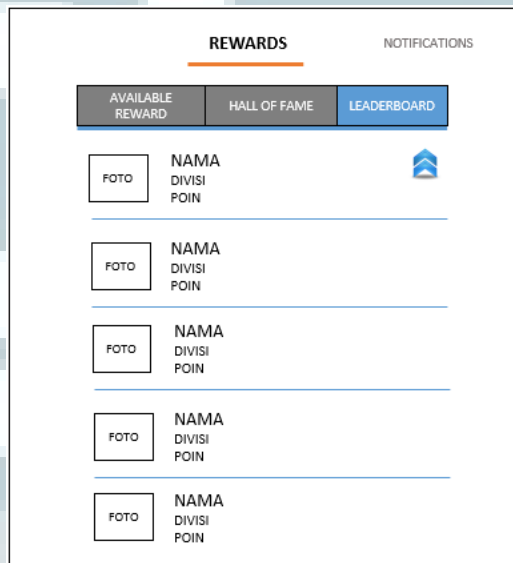 REWARDS
NOTIFICATIONS
AVAILABLE
REWARD
HALL OF FAME
LEADERBOARD
FOTO
NAMA
DIVISI
POIN
FOTO
NAMA
DIVISI
POIN
FOTO
NAMA
DIVISI
POIN
FOTO
NAMA
DIVISI
POIN
FOTO
NAMA
DIVISI
POIN